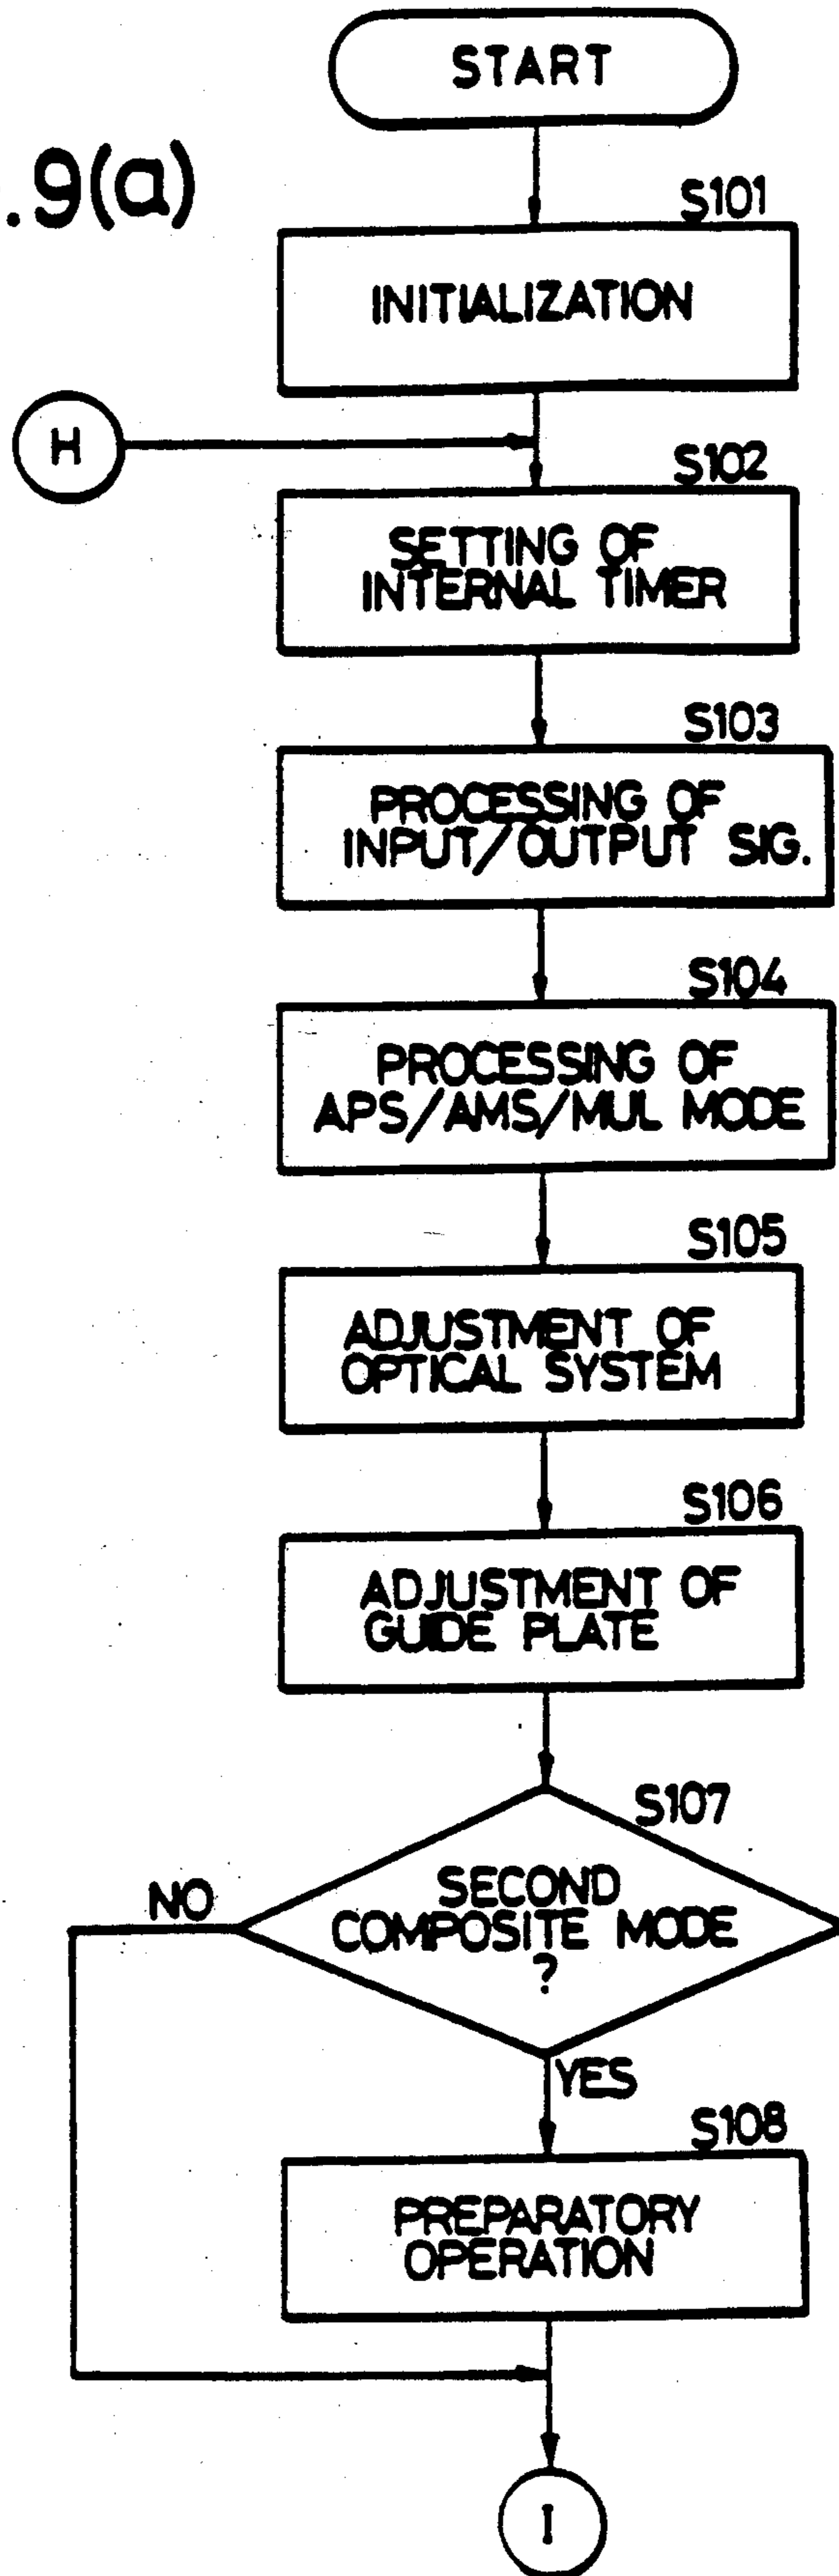 START
.9(a)
S101
INITIALIZATION
H
S102
SETTING OF
INTERNAL TIMER
S103
PROCESSING OF
INPUT/OUTPUT SIG.
S104
PROCESSING OF
APS/AMS/MUL MODE
S105
ADJUSTMENT OF
OPTICAL SYSTEM
S106
ADJUSTMENT OF
GUIDE PLATE
S107
NO
SECOND
COMPOSITE MODE
?
YES
S108
PREPARATORY
OPERATION
I